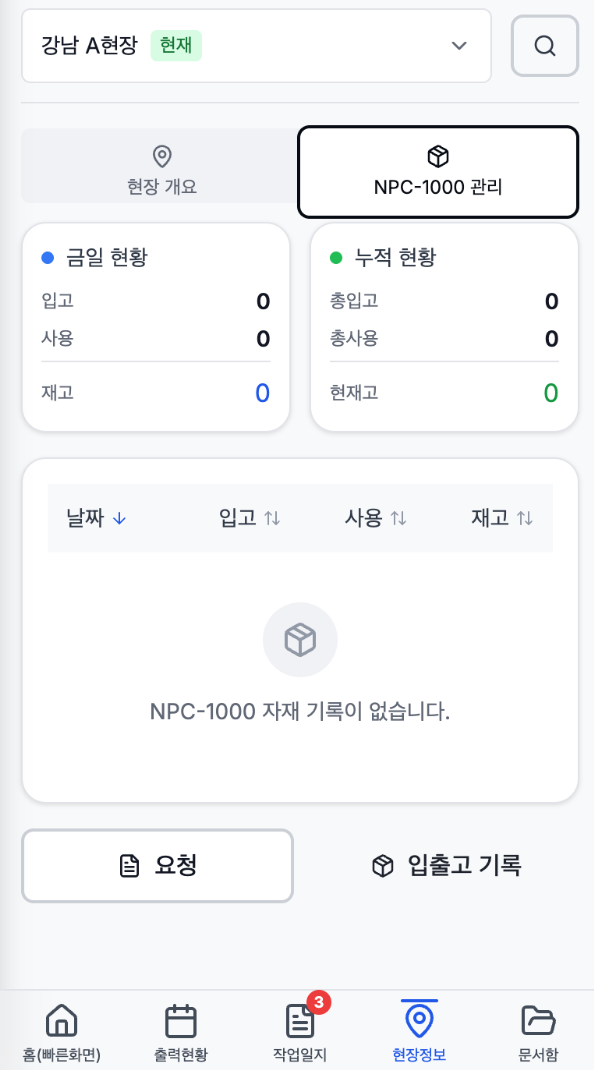 강남 A현장 현재
현장 개요
NPC-1000 관리
금일 현황
입고 0
사용 0
재고 0
누적 현황
총입고 0
총사용 0
현재고 0
날짜 입고 사용 재고
NPC-1000 자재 기록이 없습니다.
요청
입출고 기록
3
홈(빠른화면) 출력현황 작업일지 현장정보 문서함